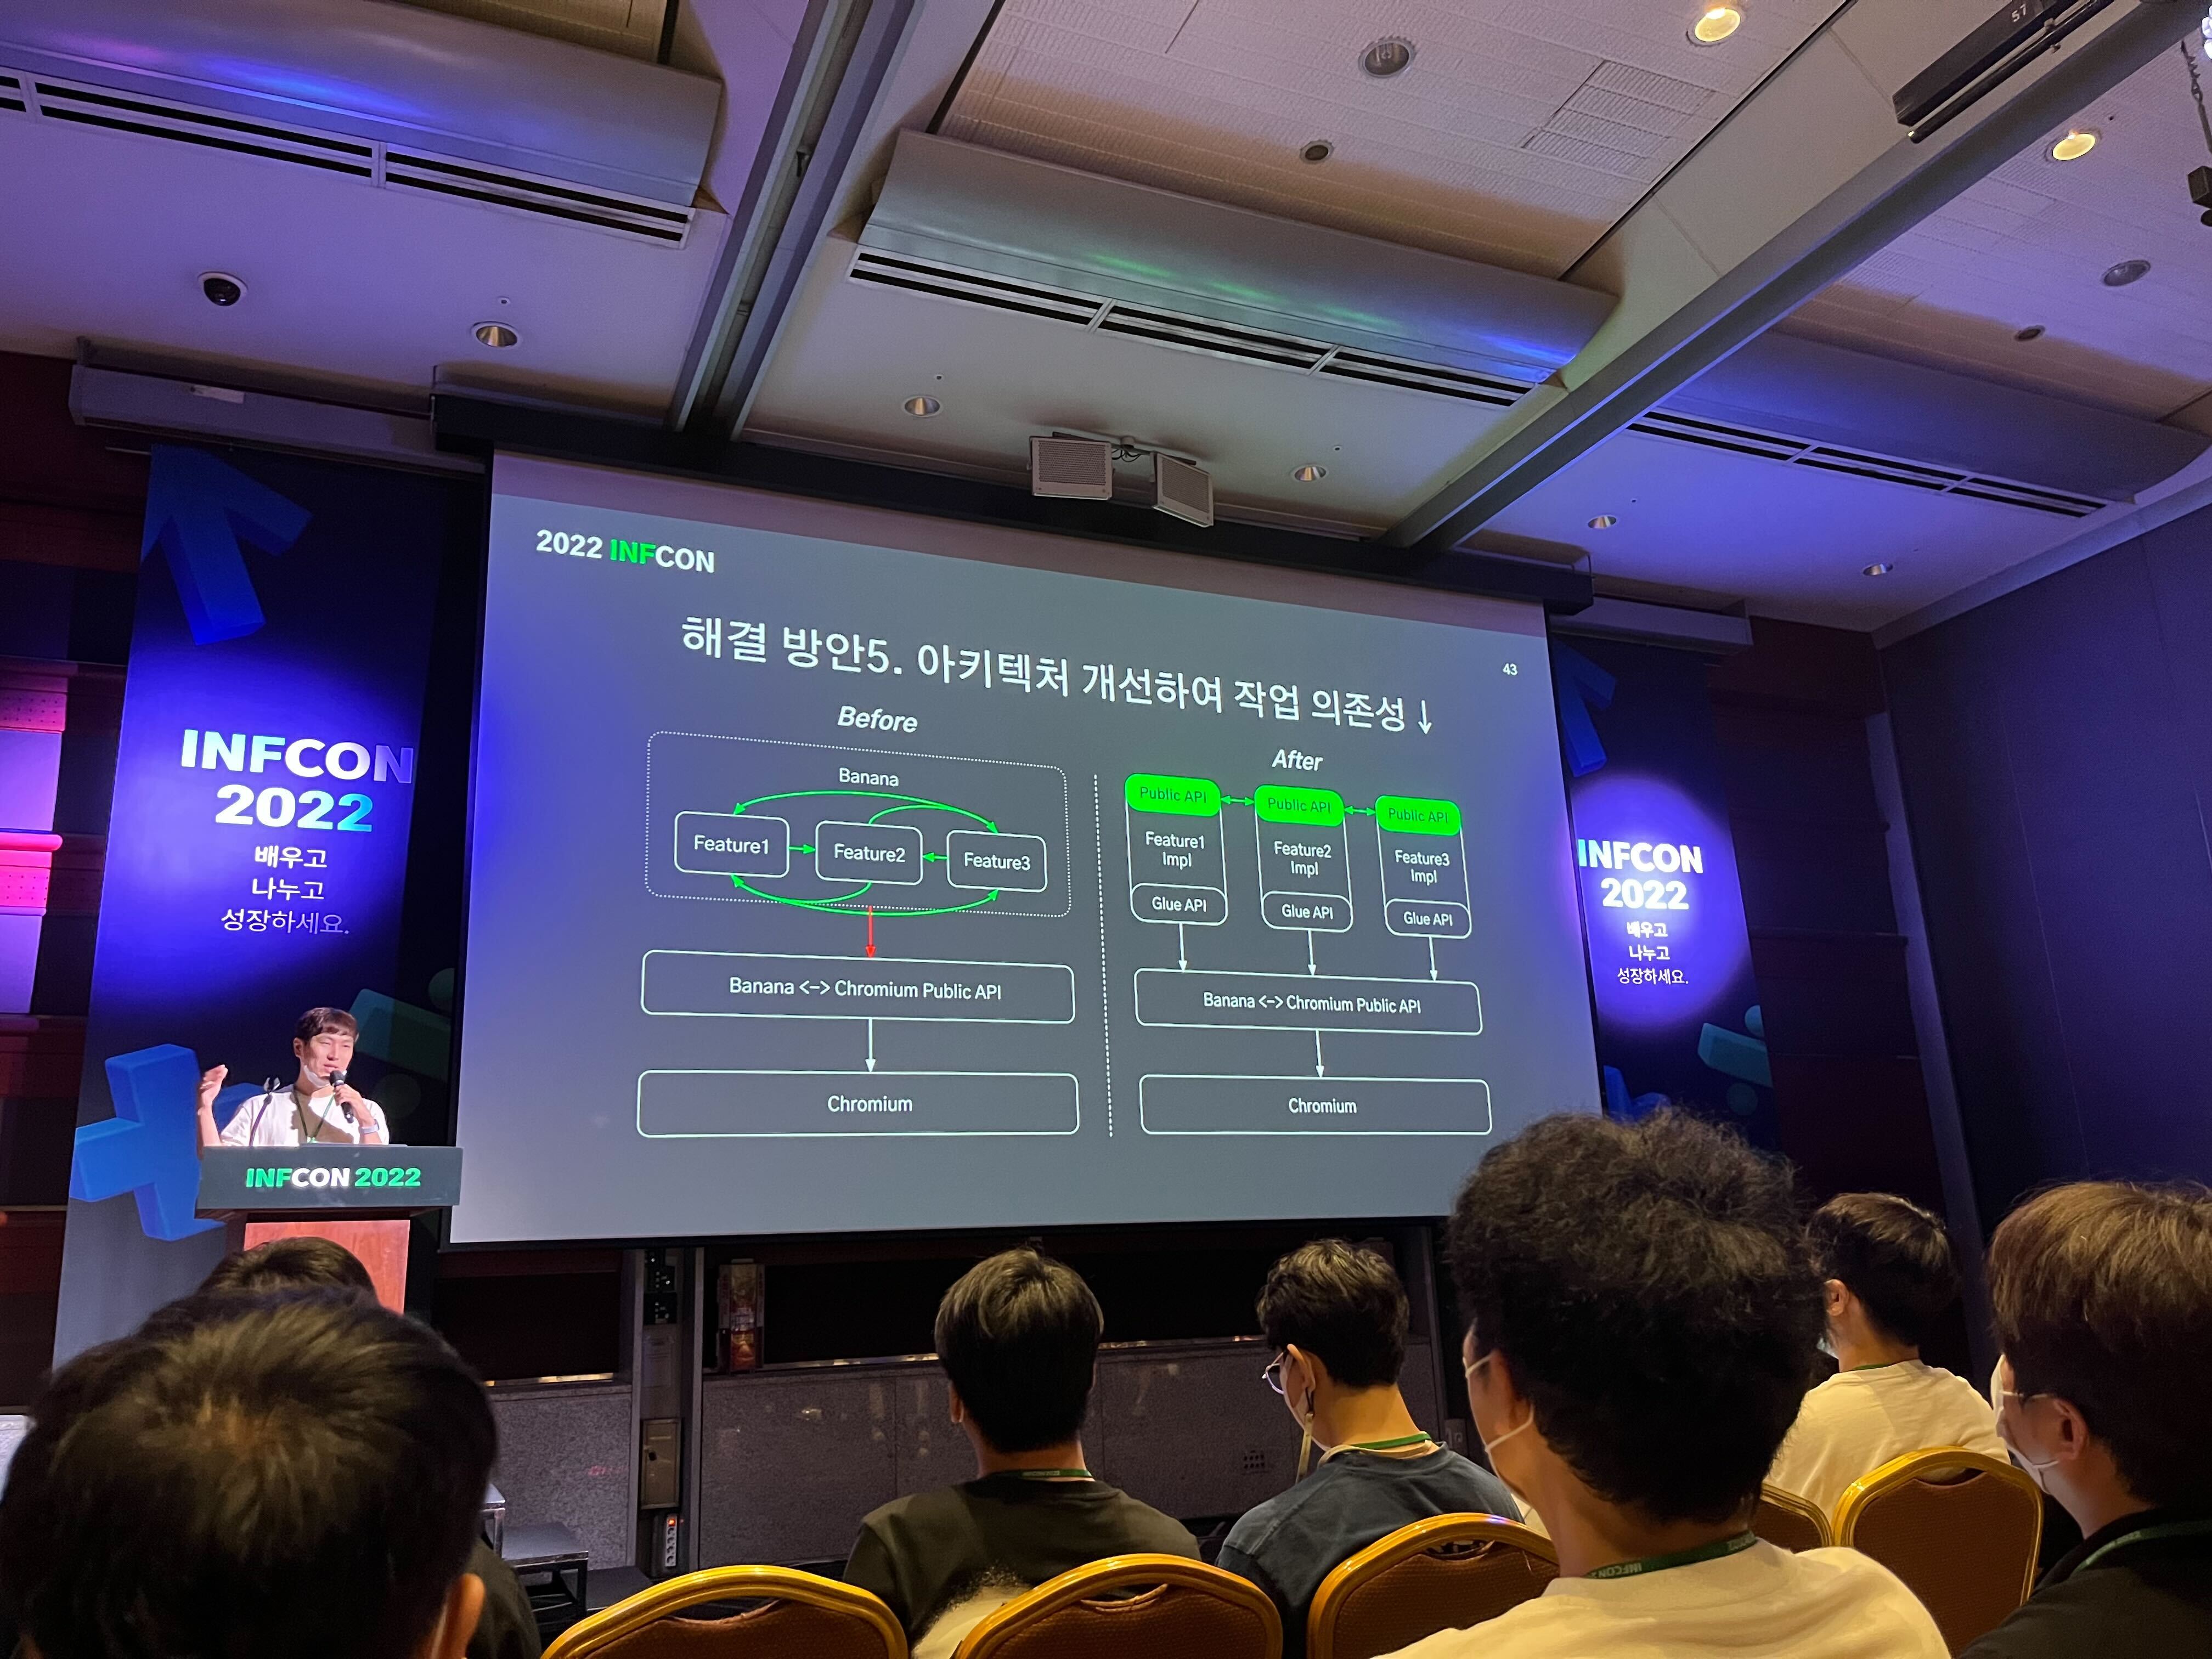 2022 INFCON
해결 방안5. 아키텍처 개선하여 작업 의존성↓
43
Before
Banana
Feature1
Feature2
Feature3
Banana <-> Chromium Public API
Chromium
After
Public API
Public API
Public API
Feature1
Impl
Feature2
Impl
Feature3
Impl
Glue API
Glue API
Glue API
Banana <-> Chromium Public API
Chromium
INFCON
2022
배우고
나누고
성장하세요.
INFCON
2022
배우고
나누고
성장하세요.
INFCON 2022
57
INFCON